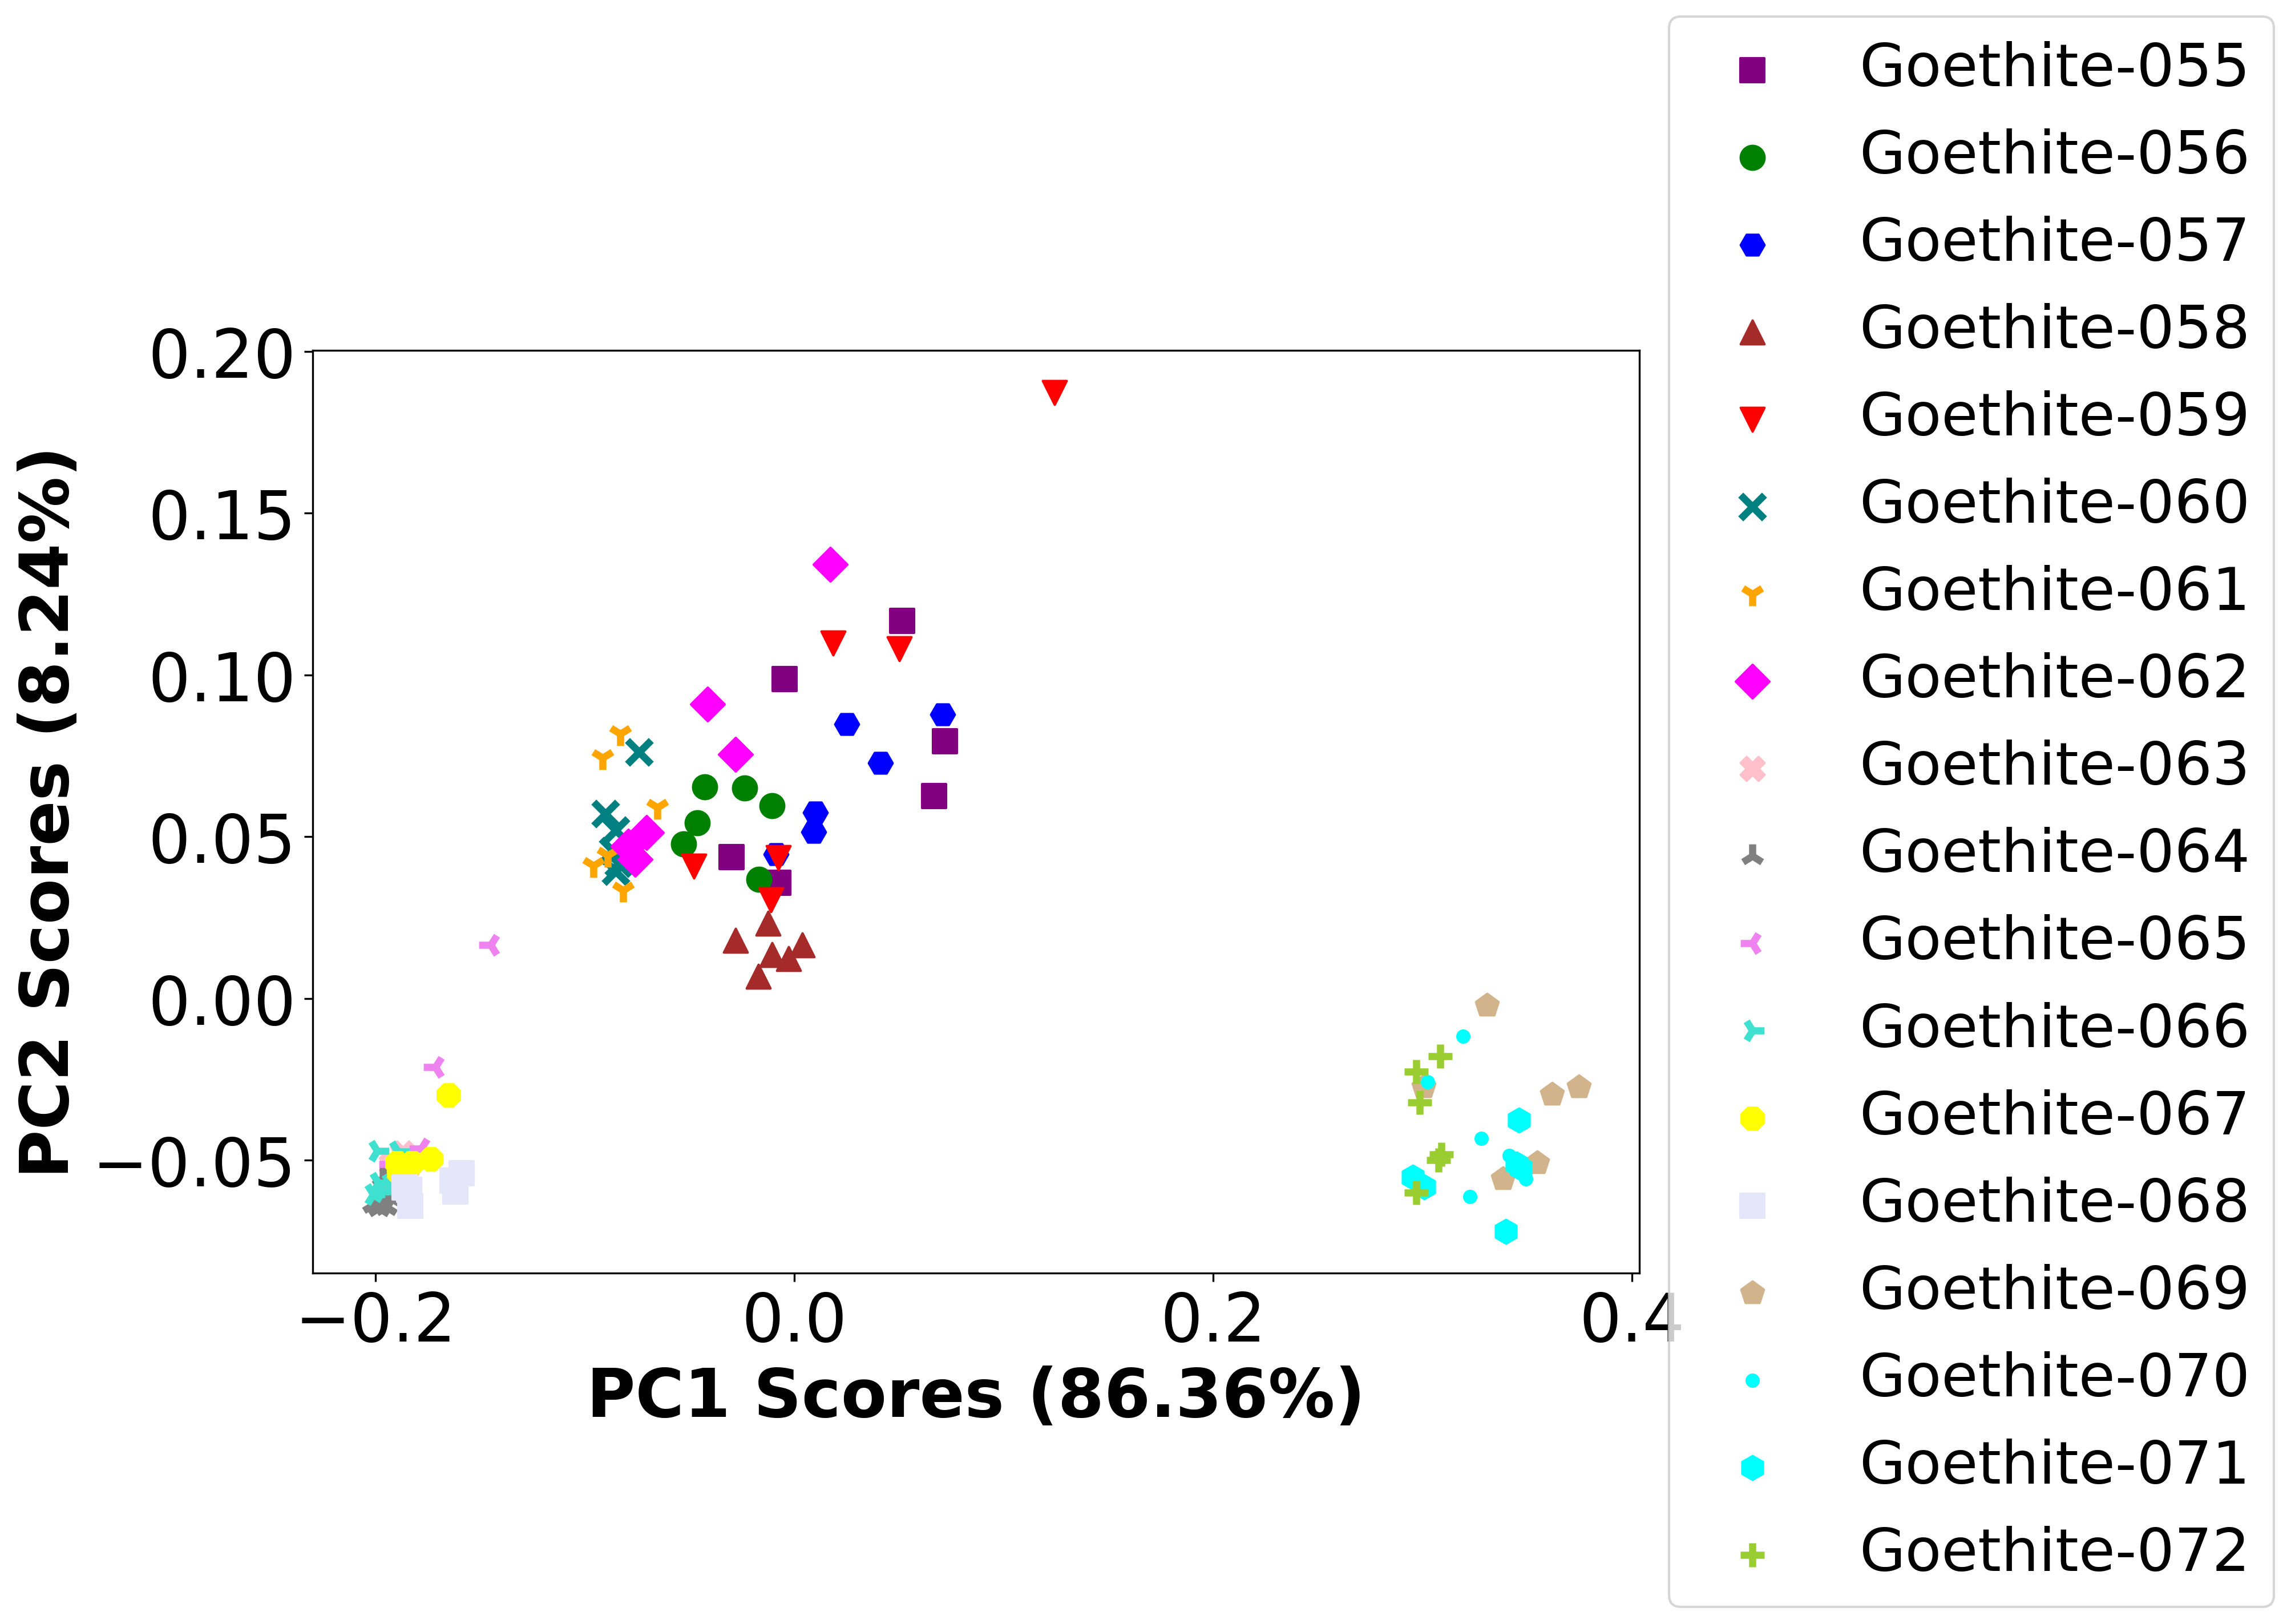 0.20
0.15
0.10
0.05
0.00
−0.05
PC2 Scores (8.24%)
−0.2
0.0
0.2
0.4
PC1 Scores (86.36%)
Goethite-055
Goethite-056
Goethite-057
Goethite-058
Goethite-059
Goethite-060
Goethite-061
Goethite-062
Goethite-063
Goethite-064
Goethite-065
Goethite-066
Goethite-067
Goethite-068
Goethite-069
Goethite-070
Goethite-071
Goethite-072